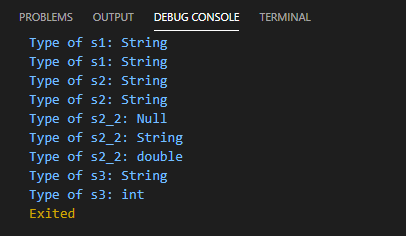 PROBLEMS OUTPUT DEBUG CONSOLE TERMINAL
Type of s1: String
Type of s1: String
Type of s2: String
Type of s2: String
Type of s2_2: Null
Type of s2_2: String
Type of s2_2: double
Type of s3: String
Type of s3: int
Exited